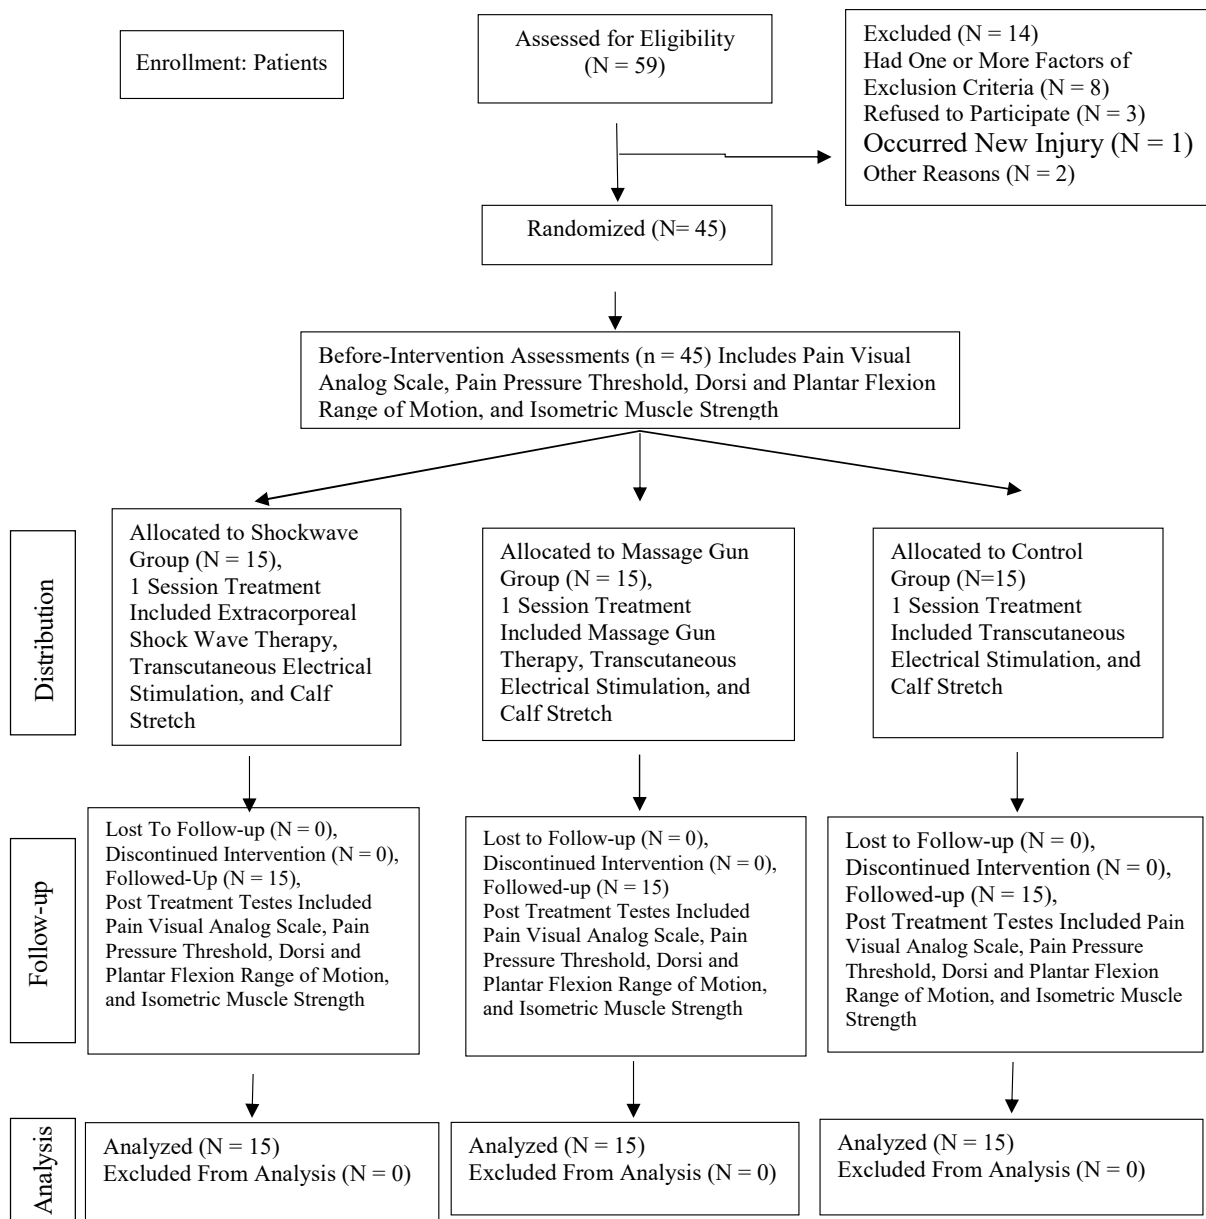 Enrollment: Patients
Assessed for Eligibility
(N = 59)
Excluded (N = 14)
Had One or More Factors of
Exclusion Criteria (N = 8)
Refused to Participate (N = 3)
Occurred New Injury (N = 1)
Other Reasons (N = 2)
Randomized (N= 45)
Before-Intervention Assessments (n = 45) Includes Pain Visual
Analog Scale, Pain Pressure Threshold, Dorsi and Plantar Flexion
Range of Motion, and Isometric Muscle Strength
Distribution
Allocated to Shockwave
Group (N = 15),
1 Session Treatment
Included Extracorporeal
Shock Wave Therapy,
Transcutaneous Electrical
Stimulation, and Calf
Stretch
Allocated to Massage Gun
Group (N = 15),
1 Session Treatment
Included Massage Gun
Therapy, Transcutaneous
Electrical Stimulation, and
Calf Stretch
Allocated to Control
Group (N=15)
1 Session Treatment
Included Transcutaneous
Electrical Stimulation, and
Calf Stretch
Follow-up
Lost To Follow-up (N = 0),
Discontinued Intervention (N = 0),
Followed-Up (N = 15),
Post Treatment Testes Included
Pain Visual Analog Scale, Pain
Pressure Threshold, Dorsi and
Plantar Flexion Range of Motion,
and Isometric Muscle Strength
Lost to Follow-up (N = 0),
Discontinued Intervention (N = 0),
Followed-up (N = 15)
Post Treatment Testes Included
Pain Visual Analog Scale, Pain
Pressure Threshold, Dorsi and
Plantar Flexion Range of Motion,
and Isometric Muscle Strength
Lost to Follow-up (N = 0),
Discontinued Intervention (N = 0),
Followed-up (N = 15),
Post Treatment Testes Included Pain
Visual Analog Scale, Pain Pressure
Threshold, Dorsi and Plantar Flexion
Range of Motion, and Isometric Muscle
Strength
Analysis
Analyzed (N = 15)
Excluded From Analysis (N = 0)
Analyzed (N = 15)
Excluded From Analysis (N = 0)
Analyzed (N = 15)
Excluded From Analysis (N = 0)